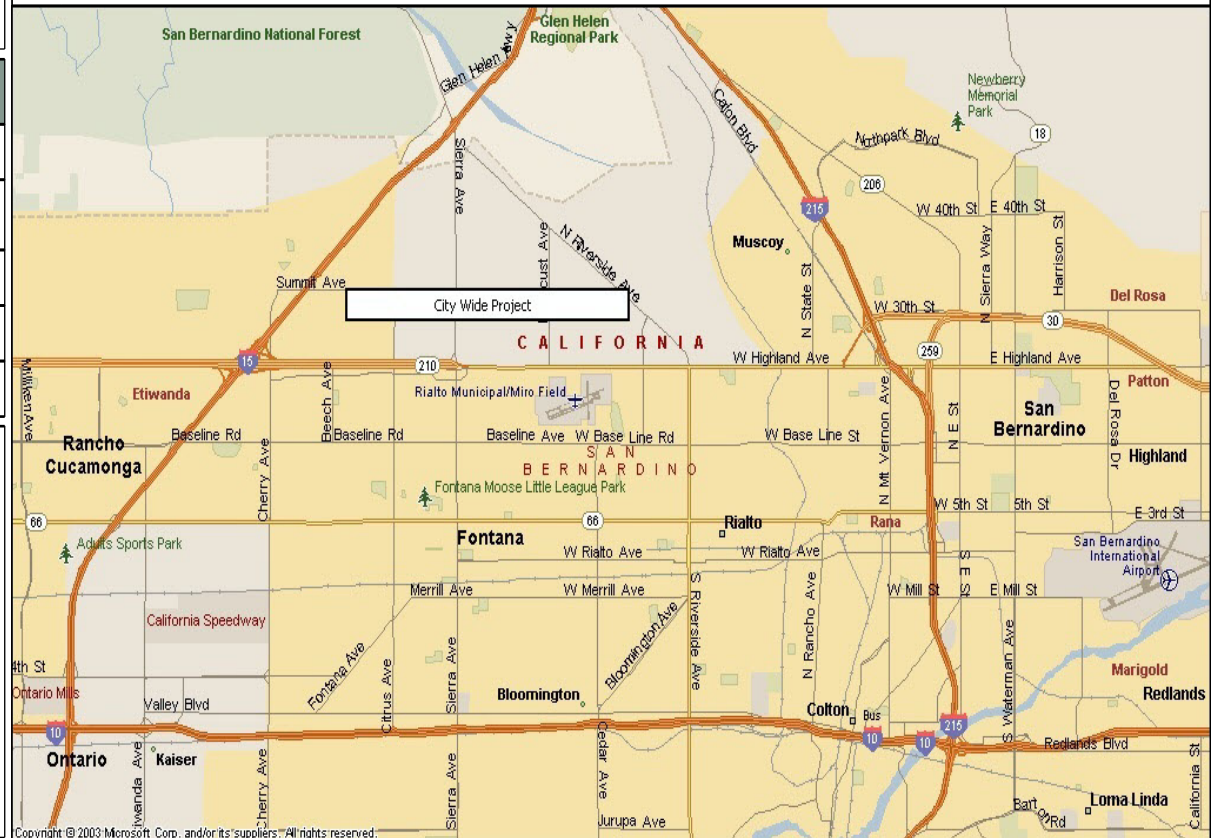 San Bernardino National Forest
Glen Helen
Regional Park
Glen Helen Hwy
Newberry
Memorial
Park
18
Cajon Blvd
Northpark Blvd
206
Sierra Ave
215
W 40th St
E 40th St
N Riverside Ave
Muscoy
N State St
N Sierra Way
Harrison St
Summit Ave
City Wide Project
W 30th St
Del Rosa
30
CALIFORNIA
15
210
W Highland Ave
259
E Highland Ave
Milliken Ave
Etiwanda
Beech Ave
Rialto Municipal/Miro Field
N Mt Vernon Ave
N E St
San
Bernardino
Del Rosa Dr
Patton
Rancho
Cucamonga
Baseline Rd
Baseline Rd
Baseline Ave
W Base Line Rd
W Base Line St
SAN
BERNARDINO
Highland
Cherry Ave
Fontana Moose Little League Park
66
66
Fontana
Rialto
Rana
W 5th St
5th St
E 3rd St
Adults Sports Park
W Rialto Ave
W Rialto Ave
San Bernardino
International
Airport
S E St
Merrill Ave
W Merrill Ave
W Mill St
E Mill St
California Speedway
Fontana Ave
Citrus Ave
Sierra Ave
Bloomington Ave
S Riverside Ave
N Rancho Ave
S Waterman Ave
4th St
Ontario Mills
Valley Blvd
Bloomington
Marigold
Redlands
Colton
Bus
10
10
10
215
Redlands Blvd
Ontario
Kaiser
Cherry Ave
Sierra Ave
Cedar Ave
Jurupa Ave
Barton Rd
Loma Linda
California St
Copyright © 2003 Microsoft Corp. and/or its suppliers. All rights reserved.